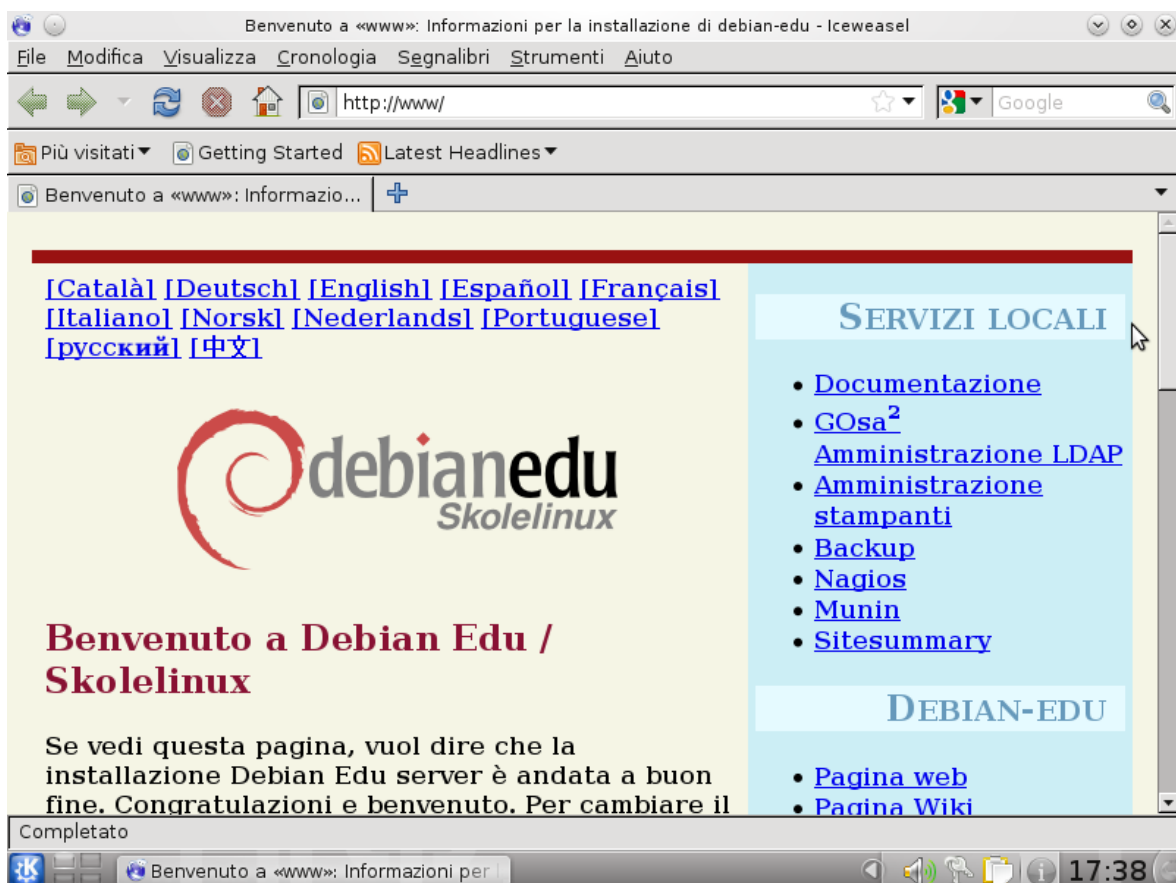 Benvenuto a «www»: Informazioni per la installazione di debian-edu - Iceweasel
File Modifica Visualizza Cronologia Segnalibri Strumenti Aiuto
http://www/
Google
Più visitati Getting Started Latest Headlines
Benvenuto a «www»: Informazio...
[Català] [Deutsch] [English] [Español] [Français]
[Italiano] [Norsk] [Nederlands] [Portuguese]
[русский] [中文]
debianedu
Skolelinux
Benvenuto a Debian Edu /
Skolelinux
Se vedi questa pagina, vuol dire che la
installazione Debian Edu server è andata a buon
fine. Congratulazioni e benvenuto. Per cambiare il
SERVIZI LOCALI
Documentazione
GOsa²
Amministrazione LDAP
Amministrazione
stampanti
Backup
Nagios
Munin
Sitesummary
DEBIAN-EDU
Pagina web
Pagina Wiki
Completato
Benvenuto a «www»: Informazioni per
17:38